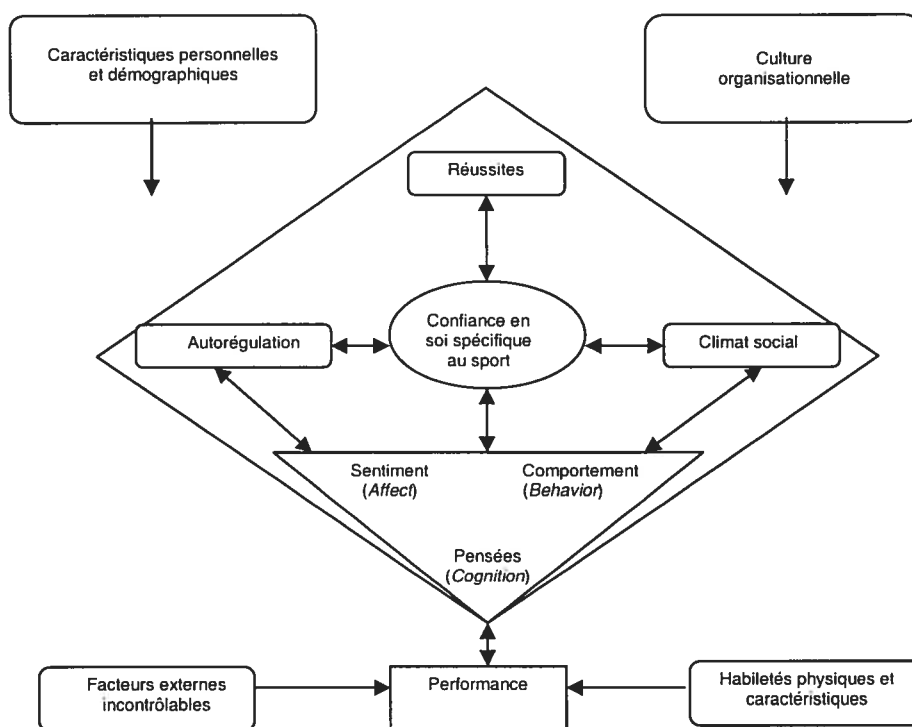 Caractéristiques personnelles
et démographiques
Culture
organisationnelle
Réussites
Confiance en
soi spécifique
au sport
Autorégulation
Climat social
Sentiment
(Affect)
Comportement
(Behavior)
Pensées
(Cognition)
Facteurs externes
incontrôlables
Performance
Habiletés physiques et
caractéristiques